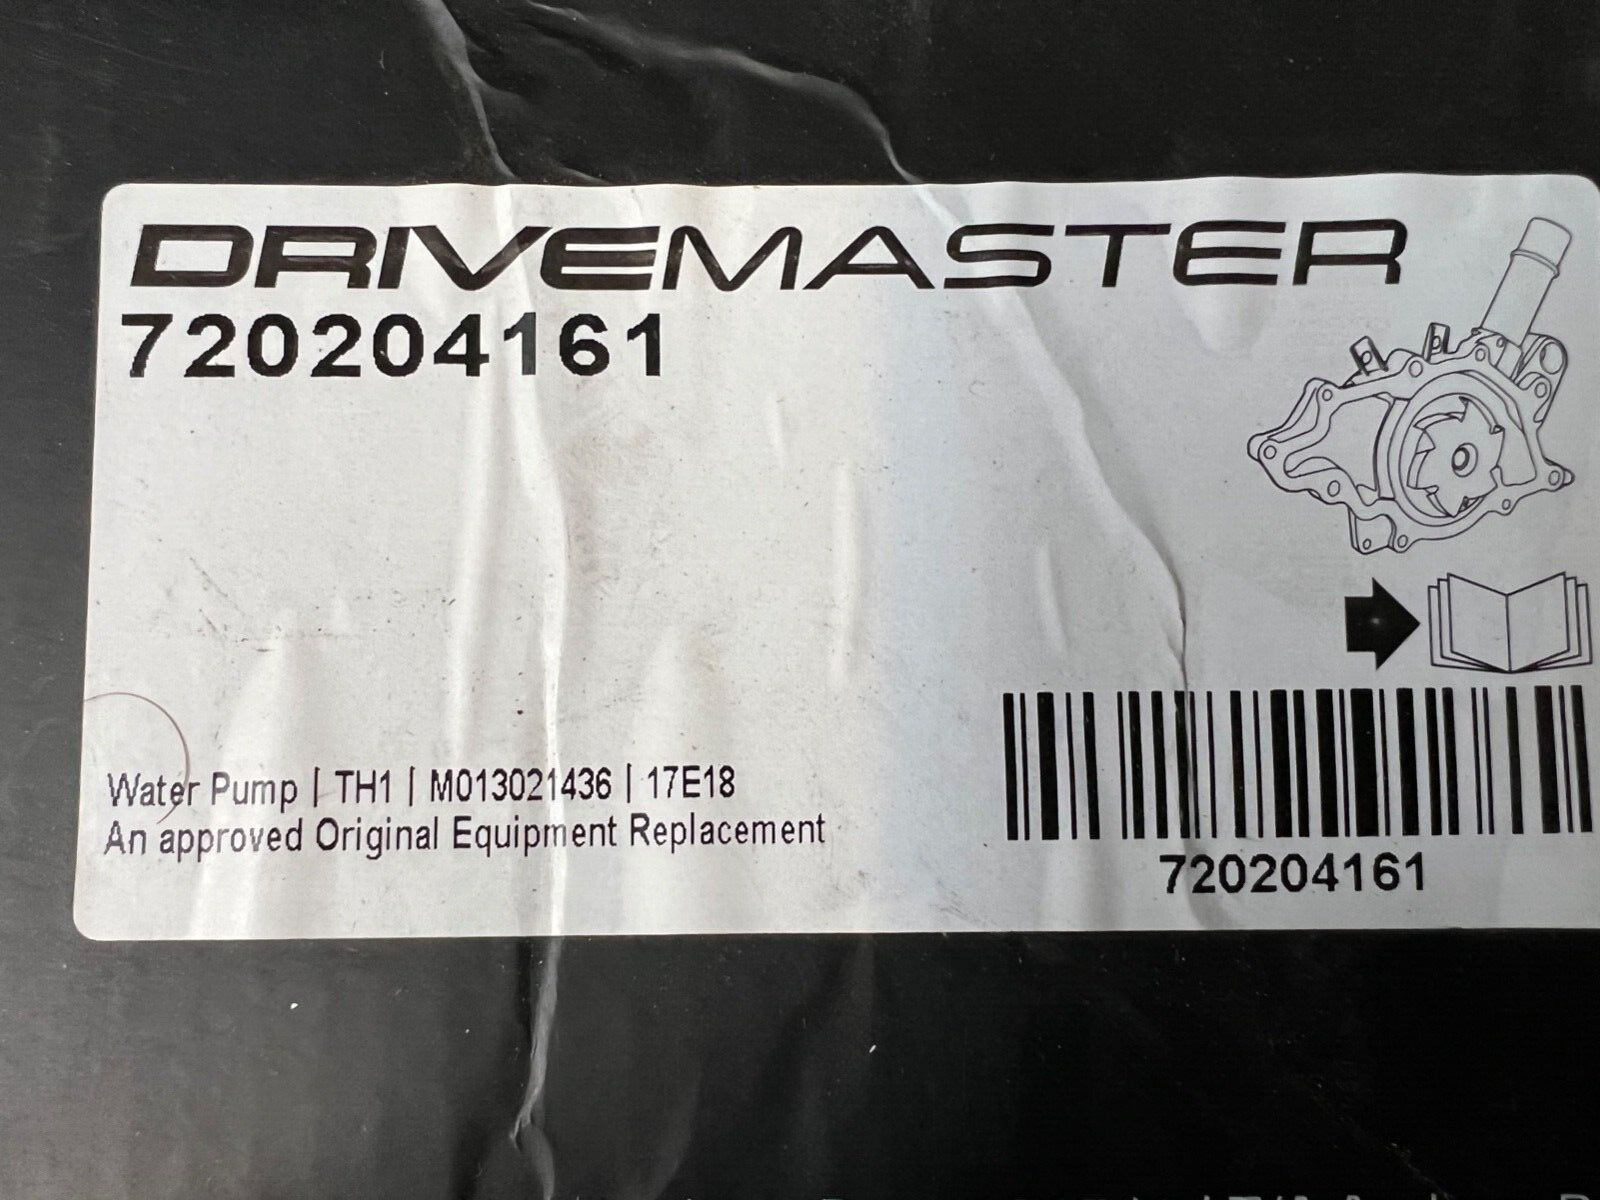 DRIVEMASTER
720204161
Water Pump | TH1 | M013021436 | 17E18
An approved Original Equipment Replacement
720204161